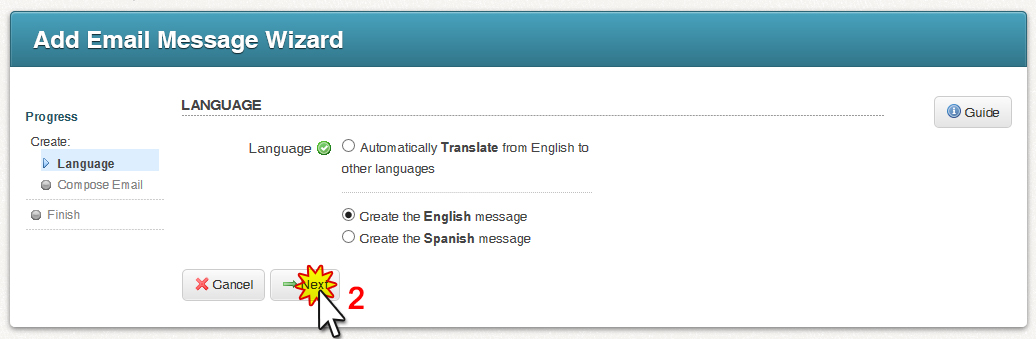 Add Email Message Wizard
Progress
Create:
Language
Compose Email
Finish
LANGUAGE
Guide
Language
Automatically Translate from English to
other languages
Create the English message
Create the Spanish message
Cancel
Next
2